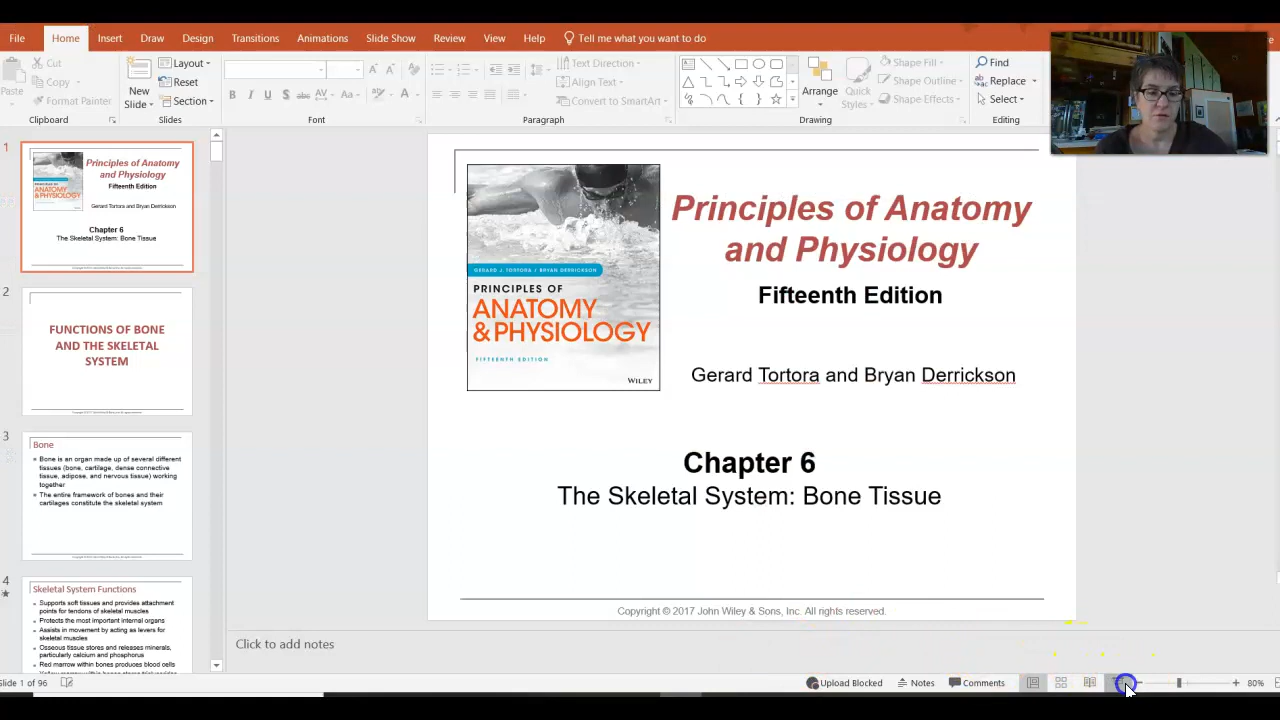 File Home Insert Draw Design Transitions Animations Slide Show Review View Help Tell me what you want to do
Cut
Copy
Format Painter
Paste
Clipboard
New Slide
Layout
Reset
Section
Slides
B I U S abc AV Aa A
Font
Paragraph
Text Direction
Align Text
Convert to SmartArt
Arrange
Quick Styles
Shape Fill
Shape Outline
Shape Effects
Drawing
Find
Replace
Select
Editing
1
Principles of Anatomy
and Physiology
Fifteenth Edition
Gerard Tortora and Bryan Derrickson
Chapter 6
The Skeletal System: Bone Tissue
2
FUNCTIONS OF BONE
AND THE SKELETAL
SYSTEM
3
Bone
Bone is an organ made up of several different
tissues (bone, cartilage, dense connective
tissue, adipose, and nervous tissue) working
together
The entire framework of bones and their
cartilages constitute the skeletal system
4
Skeletal System Functions
Supports soft tissues and provides attachment
points for tendons of skeletal muscles
Protects the most important internal organs
Assists in movement by acting as levers for
skeletal muscles
Osseous tissue stores and releases minerals,
particularly calcium and phosphorus
Red marrow within bones produces blood cells
GERARD J. TORTORA / BRYAN DERRICKSON
PRINCIPLES OF
ANATOMY
& PHYSIOLOGY
FIFTEENTH EDITION
WILEY
Principles of Anatomy
and Physiology
Fifteenth Edition
Gerard Tortora and Bryan Derrickson
Chapter 6
The Skeletal System: Bone Tissue
Copyright © 2017 John Wiley & Sons, Inc. All rights reserved.
Click to add notes
Slide 1 of 96
Upload Blocked Notes Comments 80%